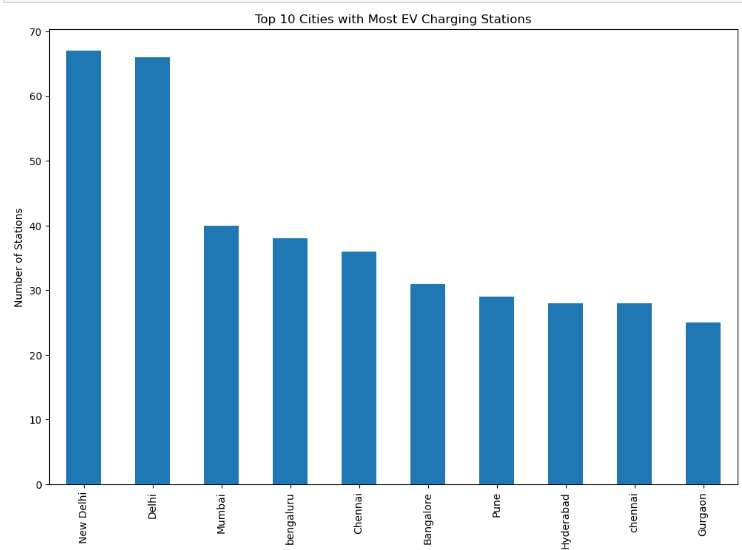 Top 10 Cities with Most EV Charging Stations
70
60
50
40
30
20
10
0
Number of Stations
New Delhi
Delhi
Mumbai
bengaluru
Chennai
Bangalore
Pune
Hyderabad
chennai
Gurgaon